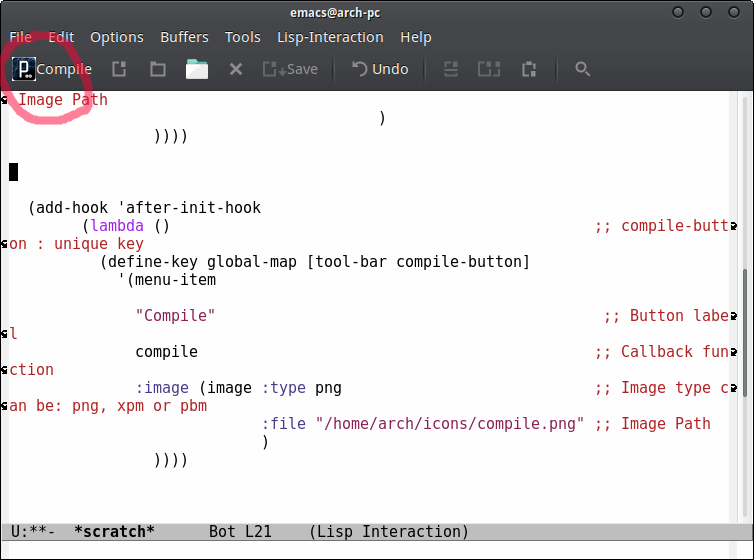 emacs@arch-pc
File Edit Options Buffers Tools Lisp-Interaction Help
P.. Compile Save Undo
Image Path
)
))))
(add-hook 'after-init-hook
(lambda () ;; compile-butt
on : unique key
(define-key global-map [tool-bar compile-button]
'(menu-item
"Compile" ;; Button labe
l
compile ;; Callback fun
ction
:image (image :type png ;; Image type c
an be: png, xpm or pbm
:file "/home/arch/icons/compile.png" ;; Image Path
)
))))
U:**- *scratch* Bot L21 (Lisp Interaction)